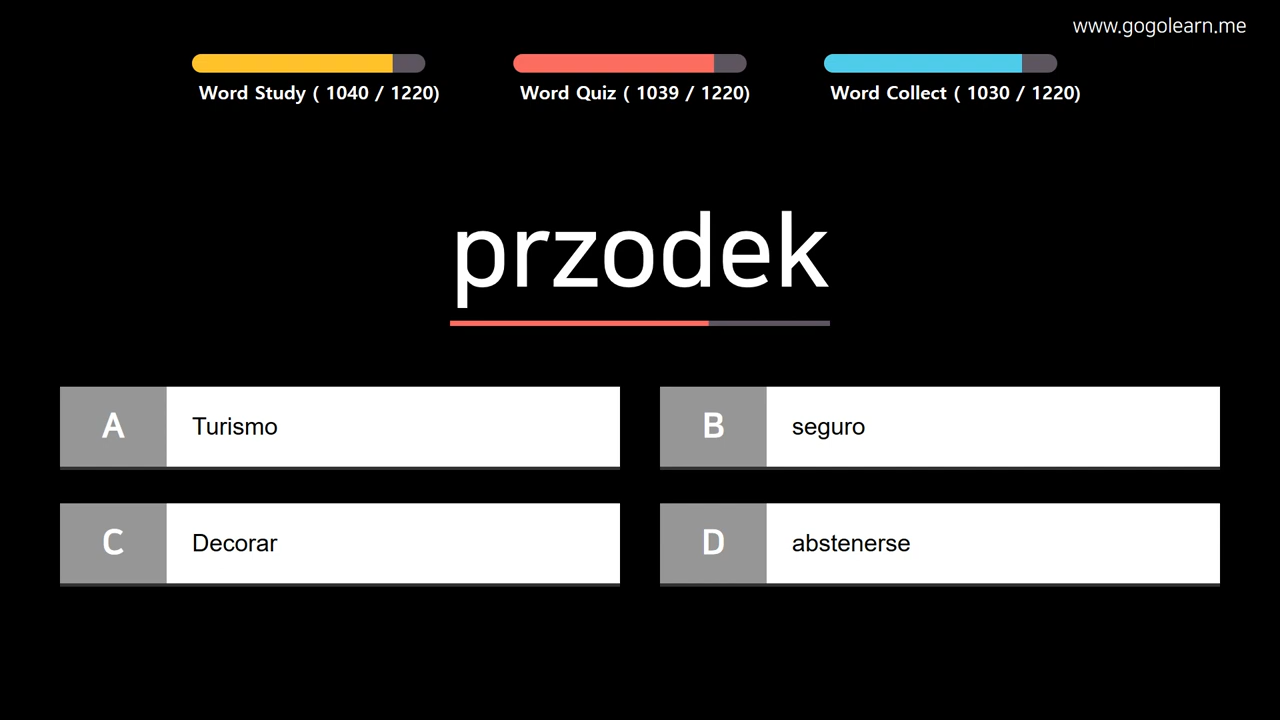 www.gogolearn.me
Word Study ( 1040 / 1220)
Word Quiz ( 1039 / 1220)
Word Collect ( 1030 / 1220)
przodek
A Turismo
B seguro
C Decorar
D abstenerse